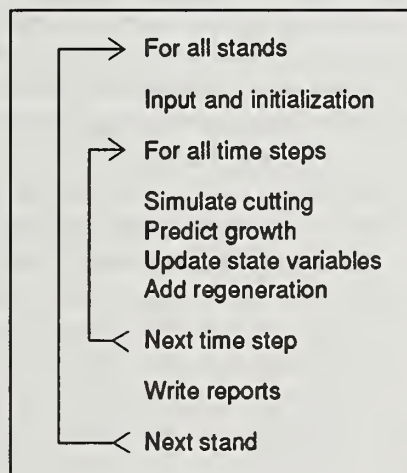 For all stands
Input and initialization
For all time steps
Simulate cutting
Predict growth
Update state variables
Add regeneration
Next time step
Write reports
Next stand